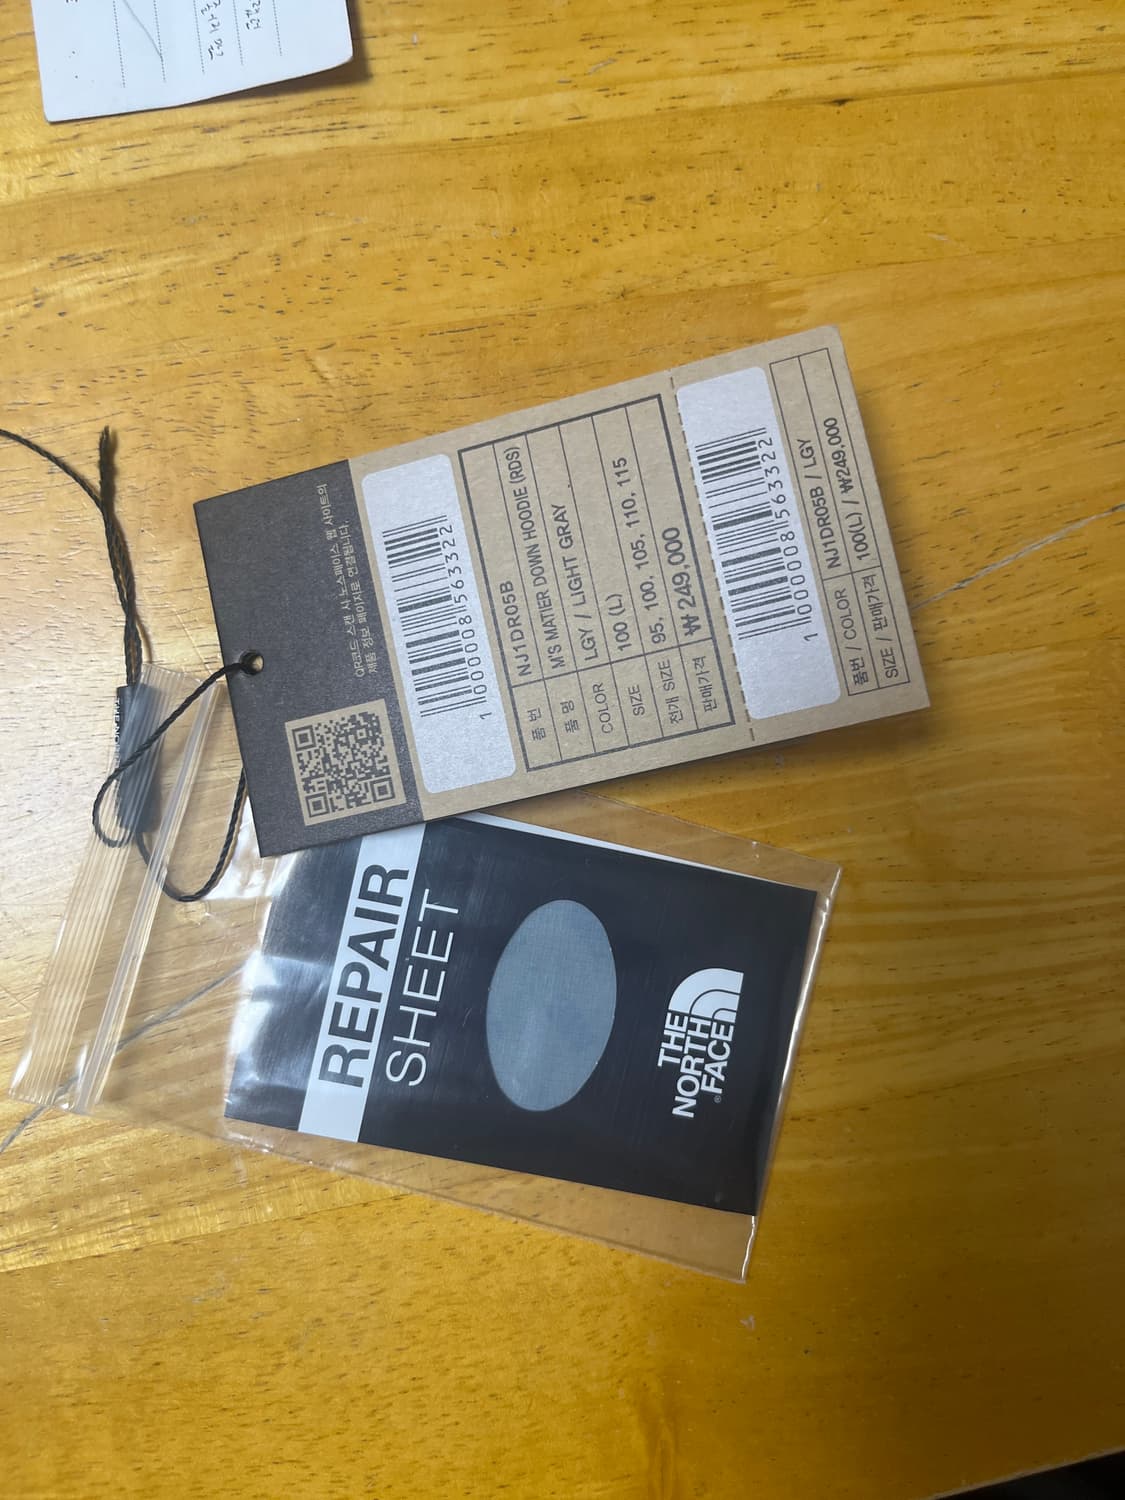 QR코드 스캔 시 노스페이스 웹 사이트의
제품 정보 페이지로 연결됩니다.
1 000008 563322
품번 NJ1DR05B
품명 M'S MATIER DOWN HOODIE (RDS)
COLOR LGY / LIGHT GRAY
SIZE 100 (L)
전개 SIZE 95, 100, 105, 110, 115
판매가격 ₩ 249,000
1 000008 563322
품번 / COLOR NJ1DR05B / LGY
SIZE / 판매가격 100(L) / ₩249,000
REPAIR
SHEET
THE
NORTH
FACE®